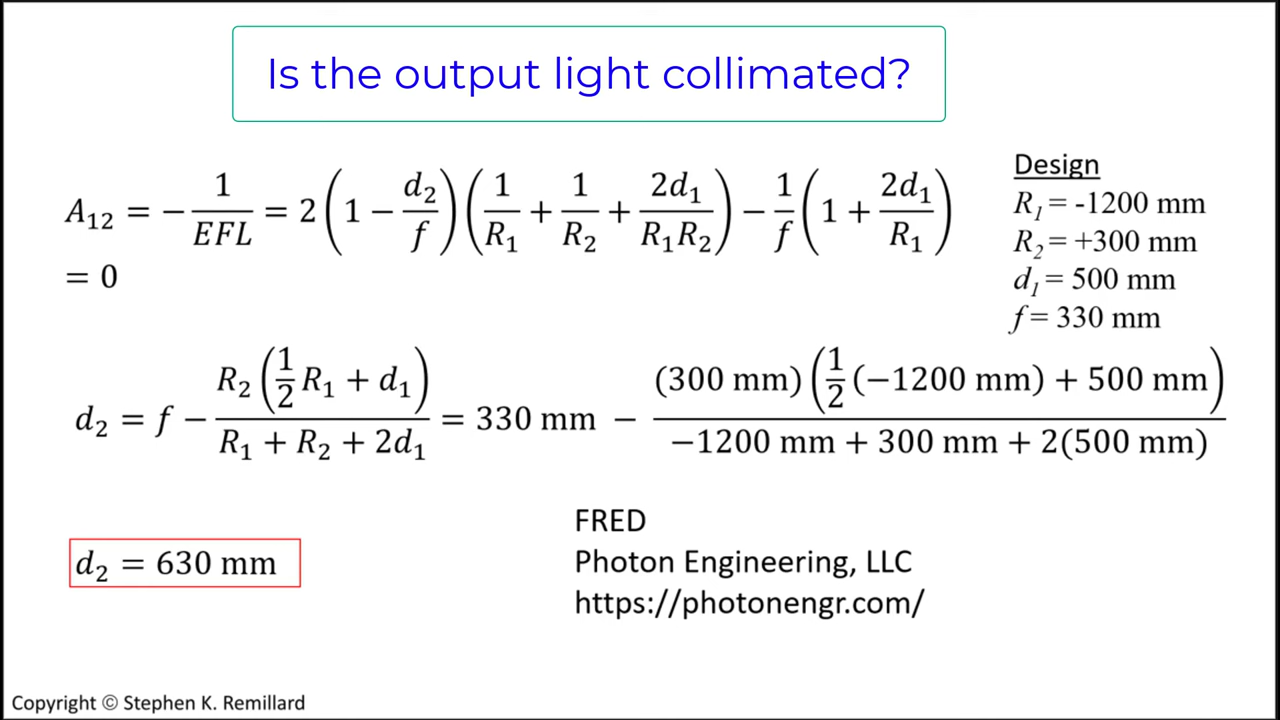 Is the output light collimated?
Design
R₁ = -1200 mm
R₂ = +300 mm
d₁ = 500 mm
f = 330 mm
A₁₂ = −1/EFL = 2(1 − d₂/f)(1/R₁ + 1/R₂ + 2d₁/R₁R₂) − 1/f(1 + 2d₁/R₁)
= 0
d₂ = f − R₂(1/2 R₁ + d₁)/R₁ + R₂ + 2d₁ = 330 mm − (300 mm)(1/2(−1200 mm) + 500 mm)/−1200 mm + 300 mm + 2(500 mm)
d₂ = 630 mm
FRED
Photon Engineering, LLC
https://photonengr.com/
Copyright © Stephen K. Remillard